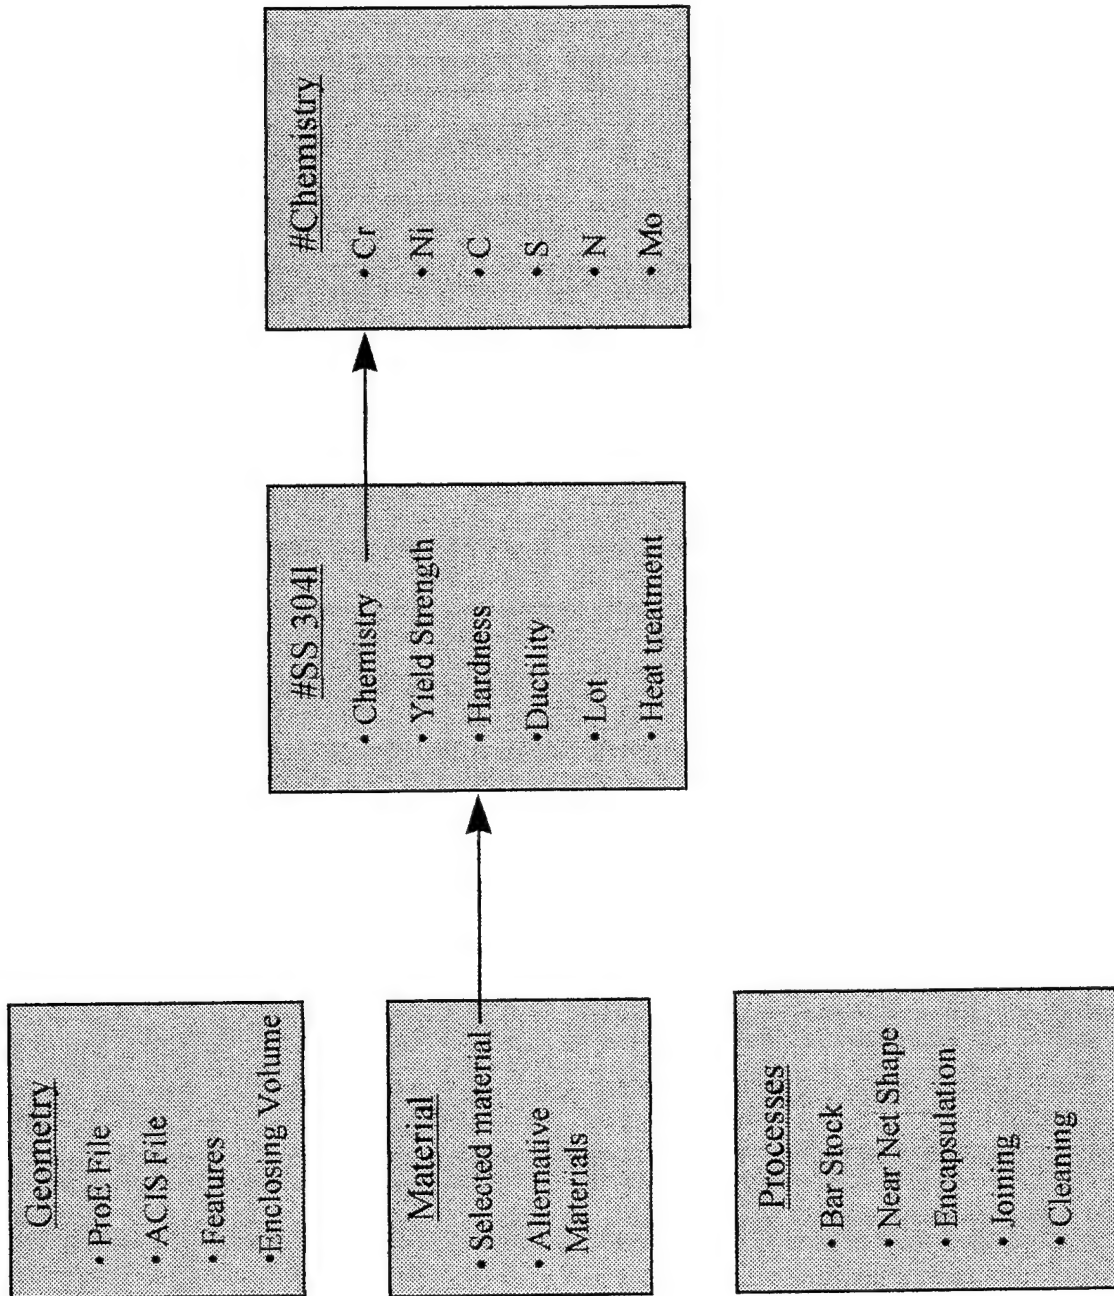 Geometry
• ProE File
• ACIS File
• Features
•Enclosing Volume
Material
• Selected material
• Alternative
Materials
Processes
• Bar Stock
• Near Net Shape
• Encapsulation
• Joining
• Cleaning
#SS 304l
• Chemistry
• Yield Strength
• Hardness
•Ductility
• Lot
• Heat treatment
#Chemistry
• Cr
• Ni
• C
• S
• N
• Mo